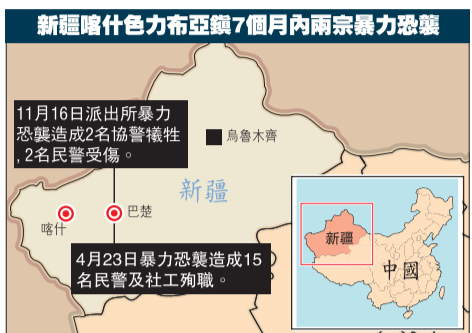 新疆喀什色力布亞鎮7個月內兩宗暴力恐襲
11月16日派出所暴力
恐襲造成2名協警犧牲
, 2名民警受傷。
烏魯木齊
新疆
喀什
巴楚
4月23日暴力恐襲造成15
名民警及社工殉職。
新疆
中國